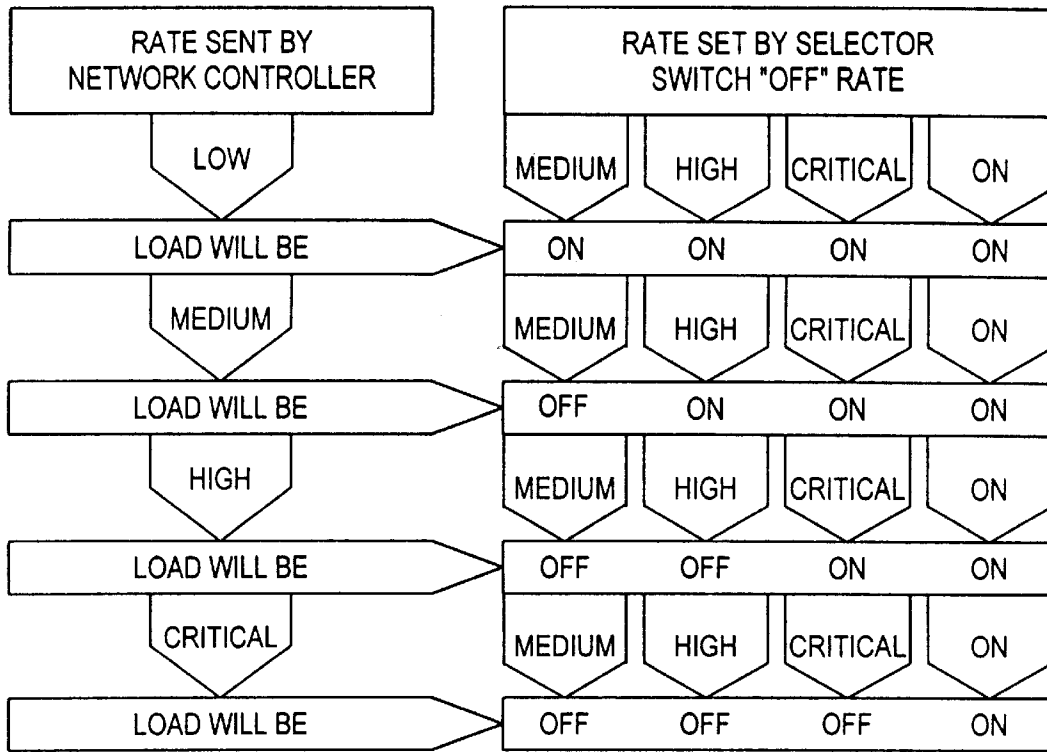 RATE SENT BY
NETWORK CONTROLLER
RATE SET BY SELECTOR
SWITCH "OFF" RATE
LOW
MEDIUM HIGH CRITICAL ON
LOAD WILL BE ON ON ON ON
MEDIUM
MEDIUM HIGH CRITICAL ON
LOAD WILL BE OFF ON ON ON
HIGH
MEDIUM HIGH CRITICAL ON
LOAD WILL BE OFF OFF ON ON
CRITICAL
MEDIUM HIGH CRITICAL ON
LOAD WILL BE OFF OFF OFF ON